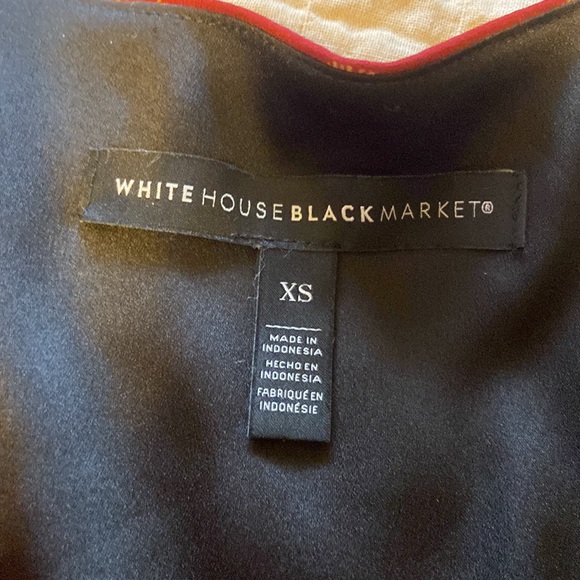 WHITE HOUSE BLACK MARKET®
XS
MADE IN
INDONESIA
HECHO EN
INDONESIA
FABRIQUÉ EN
INDONÉSIE